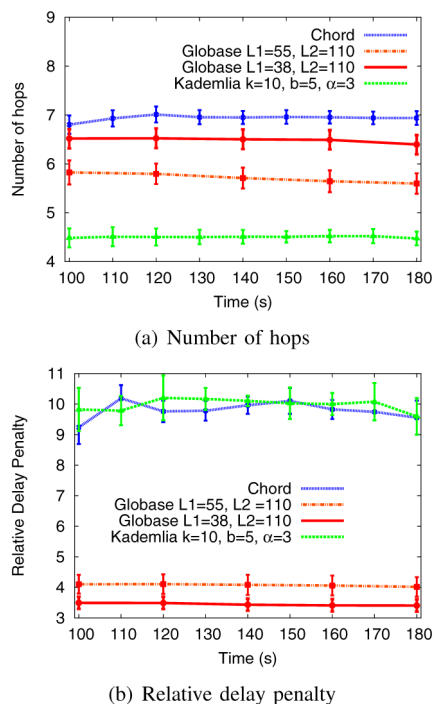 9
8
7
6
5
4
Number of hops
Chord
Globase L1=55, L2=110
Globase L1=38, L2=110
Kademlia k=10, b=5, α=3
100 110 120 130 140 150 160 170 180
Time (s)
(a) Number of hops
11
10
9
8
7
6
5
4
3
Relative Delay Penalty
Chord
Globase L1=55, L2 =110
Globase L1=38, L2=110
Kademlia k=10, b=5, α=3
100 110 120 130 140 150 160 170 180
Time (s)
(b) Relative delay penalty